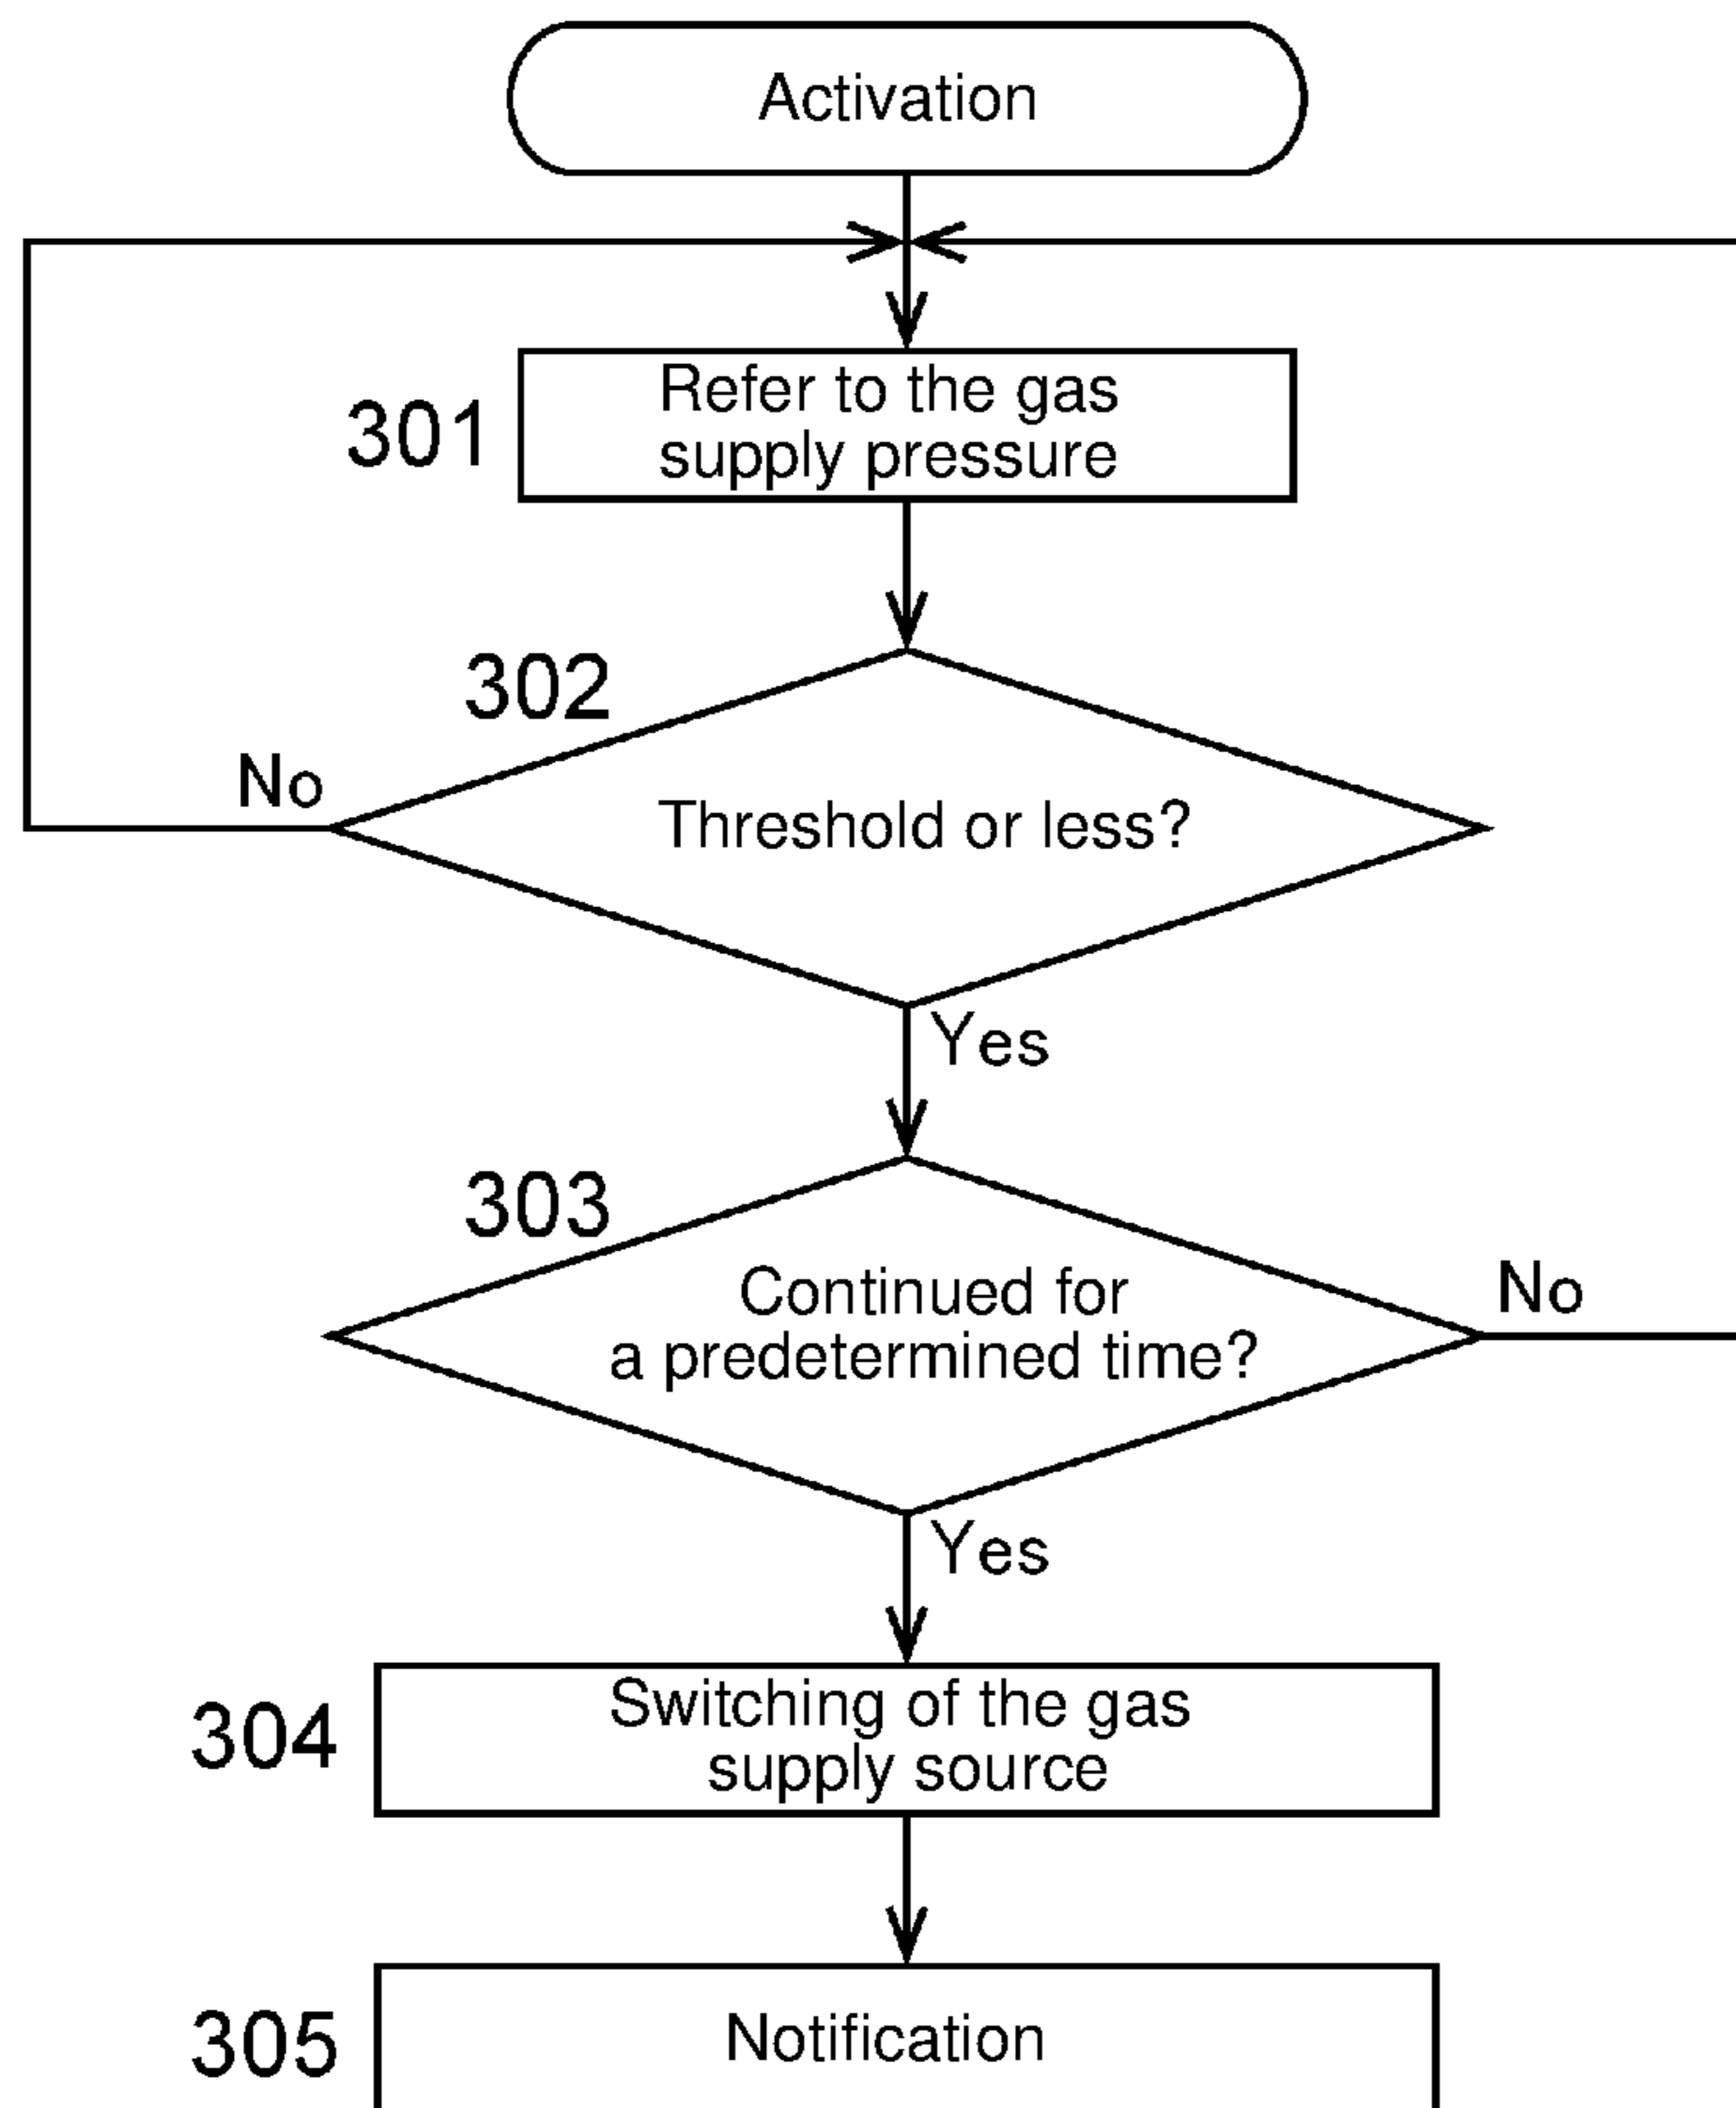 Activation
301
Refer to the gas
supply pressure
302
No
Threshold or less?
Yes
303
Continued for
a predetermined time?
No
Yes
304
Switching of the gas
supply source
305
Notification